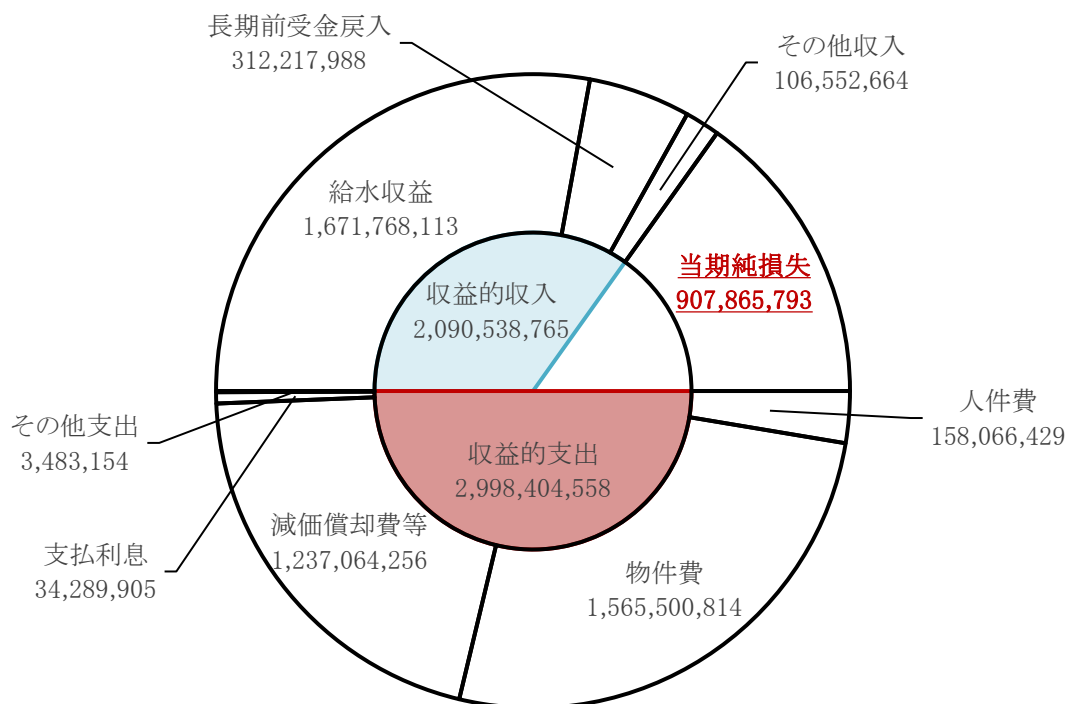 長期前受金戻入
312,217,988
その他収入
106,552,664
給水収益
1,671,768,113
当期純損失
907,865,793
収益的収入
2,090,538,765
その他支出
3,483,154
人件費
158,066,429
収益的支出
2,998,404,558
減価償却費等
1,237,064,256
支払利息
34,289,905
物件費
1,565,500,814